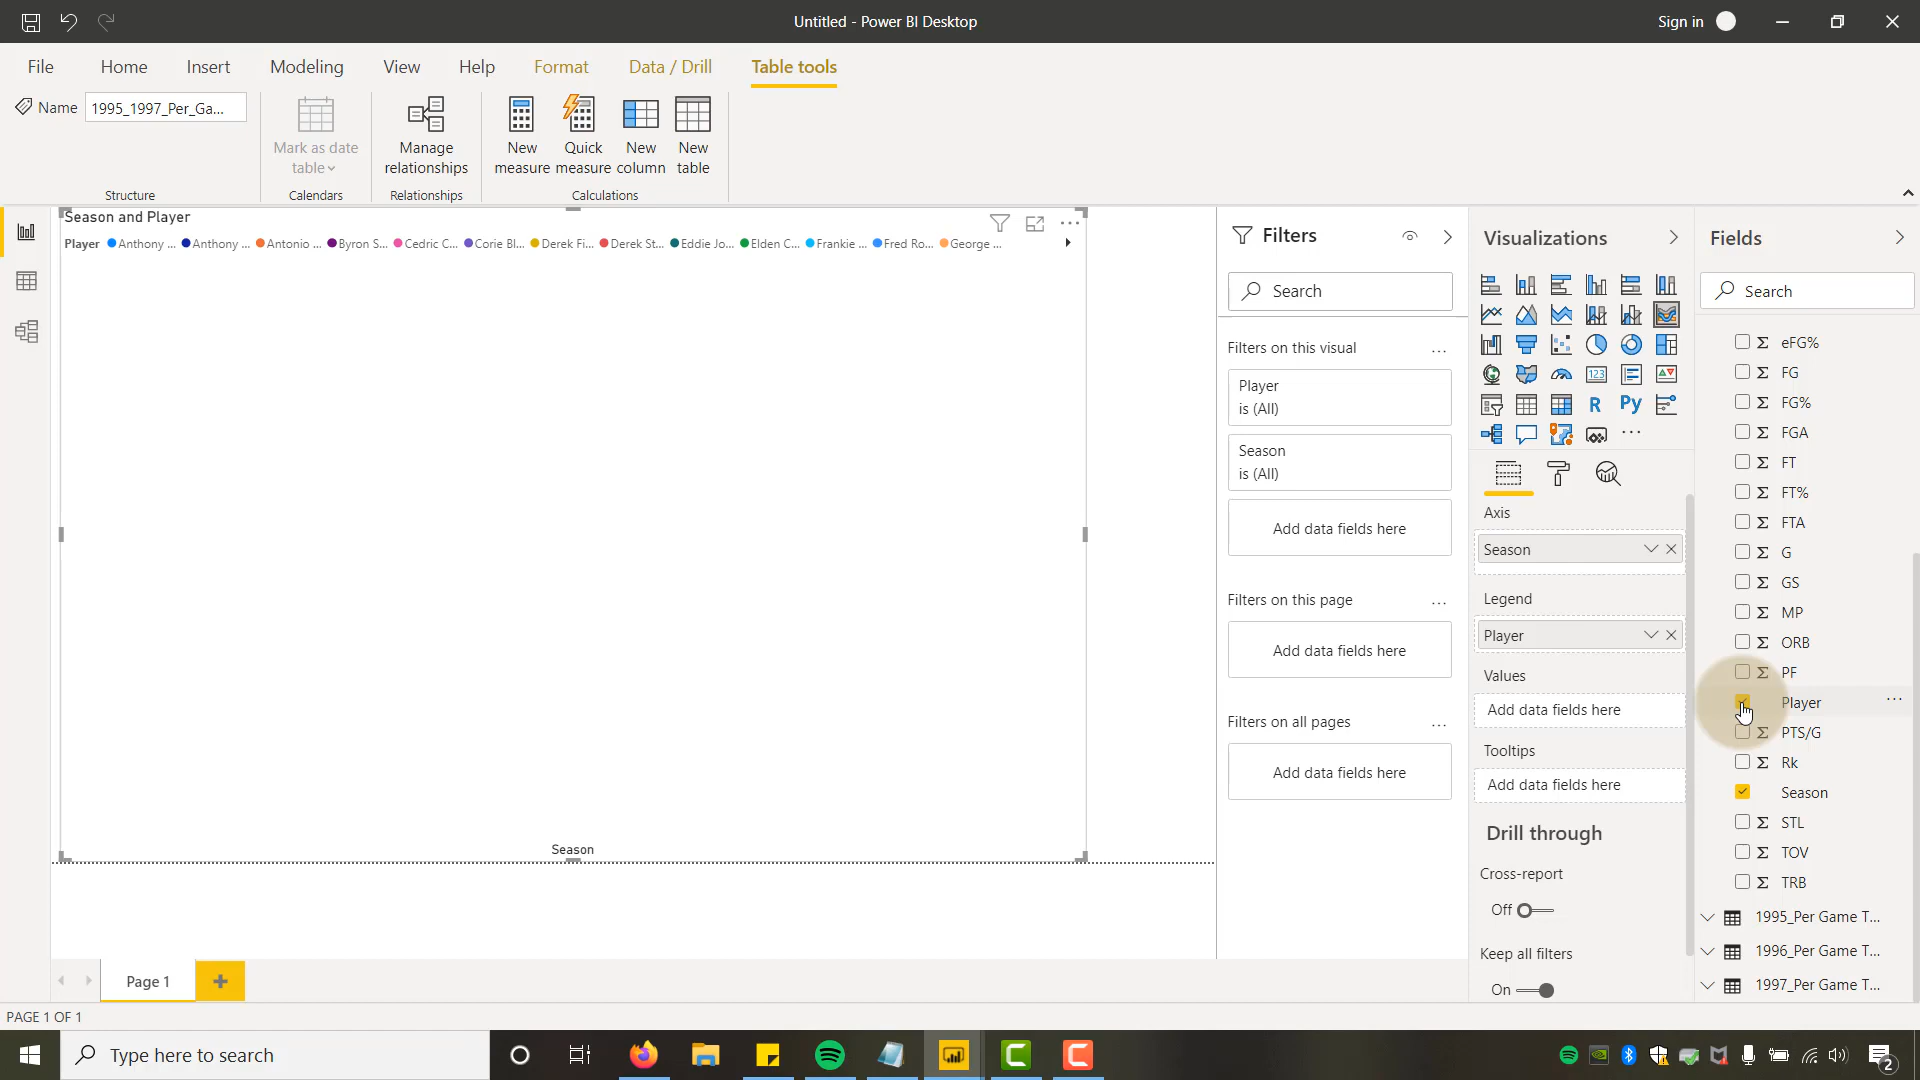 Untitled - Power BI Desktop
Sign in
File Home Insert Modeling View Help Format Data / Drill Table tools
Name 1995_1997_Per_Ga...
Mark as date table
Manage relationships
New measure
Quick measure
New column
New table
Structure
Calendars
Relationships
Calculations
Season and Player
Player Anthony ... Anthony ... Antonio ... Byron S... Cedric C... Corie Bl... Derek Fi... Derek St... Eddie Jo... Elden C... Frankie ... Fred Ro... George ...
Season
Filters
Search
Filters on this visual ...
Player
is (All)
Season
is (All)
Add data fields here
Filters on this page ...
Add data fields here
Filters on all pages ...
Add data fields here
Visualizations
123
R Py
...
Axis
Season
Legend
Player
Values
Add data fields here
Tooltips
Add data fields here
Drill through
Cross-report
Off
Keep all filters
On
Fields
Search
Σ eFG%
Σ FG
Σ FG%
Σ FGA
Σ FT
Σ FT%
Σ FTA
Σ G
Σ GS
Σ MP
Σ ORB
Σ PF
Player ...
Σ PTS/G
Σ Rk
Season
Σ STL
Σ TOV
Σ TRB
1995_Per Game T...
1996_Per Game T...
1997_Per Game T...
Page 1
PAGE 1 OF 1
Type here to search
2